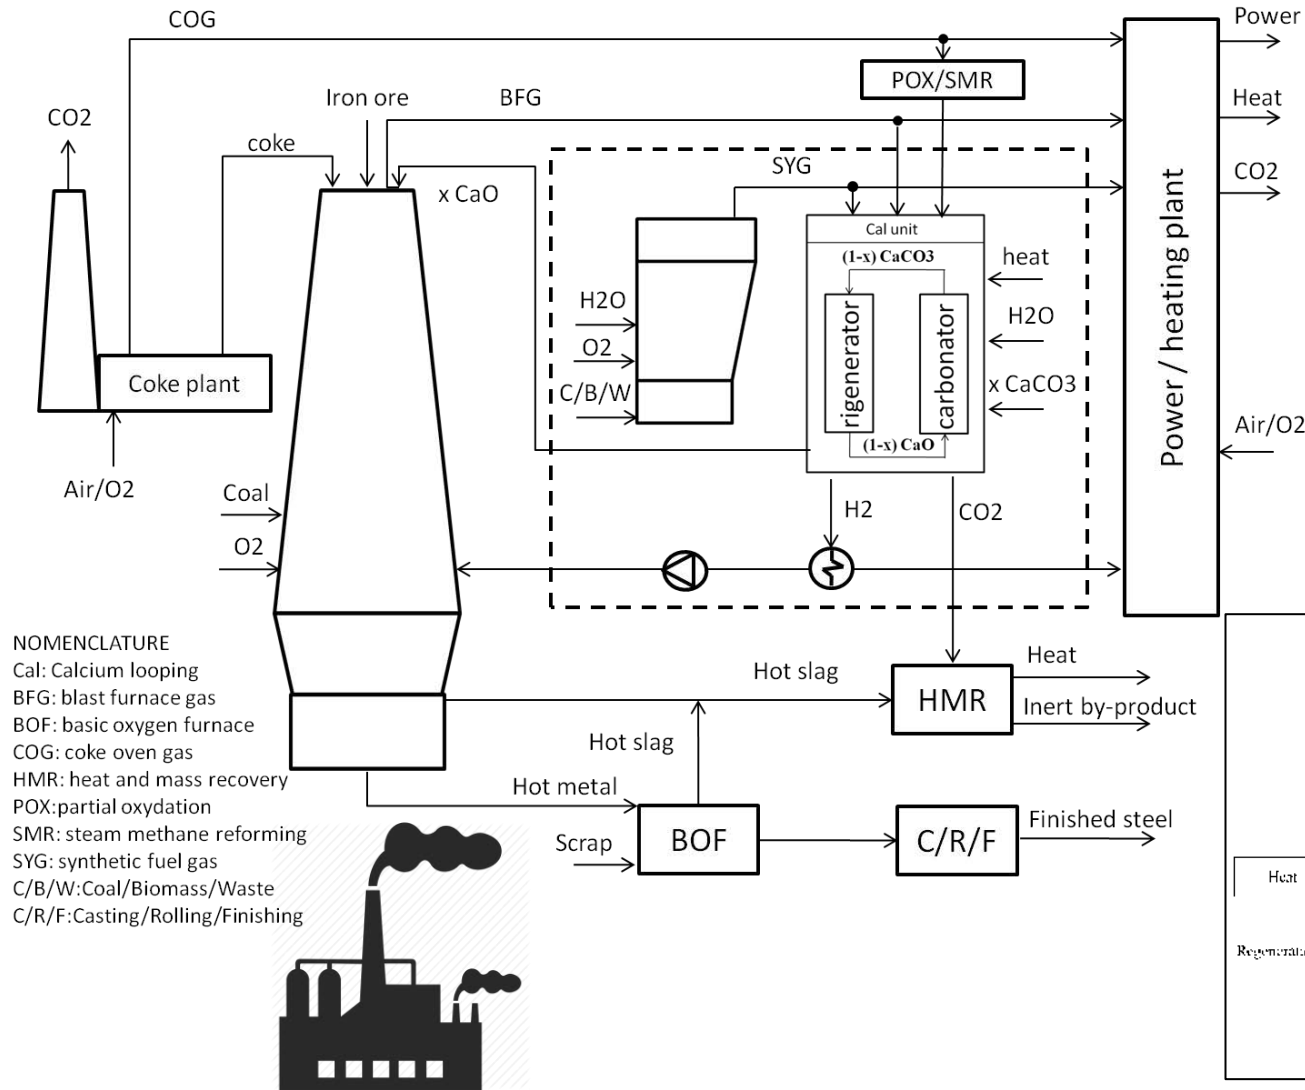 COG
Power
POX/SMR
Iron ore
BFG
Heat
CO2
coke
SYG
CO2
x CaO
Cal unit
(1-x) CaCO3
heat
H2O
H2O
O2
rigenerator
carbonator
Power / heating plant
Coke plant
C/B/W
x CaCO3
(1-x) CaO
Air/O2
Air/O2
Coal
H2
CO2
O2
NOMENCLATURE
Cal: Calcium looping
BFG: blast furnace gas
BOF: basic oxygen furnace
COG: coke oven gas
HMR: heat and mass recovery
POX:partial oxydation
SMR: steam methane reforming
SYG: synthetic fuel gas
C/B/W:Coal/Biomass/Waste
C/R/F:Casting/Rolling/Finishing
Hot slag
HMR
Heat
Inert by-product
Hot slag
Hot metal
Scrap
BOF
C/R/F
Finished steel
Heat